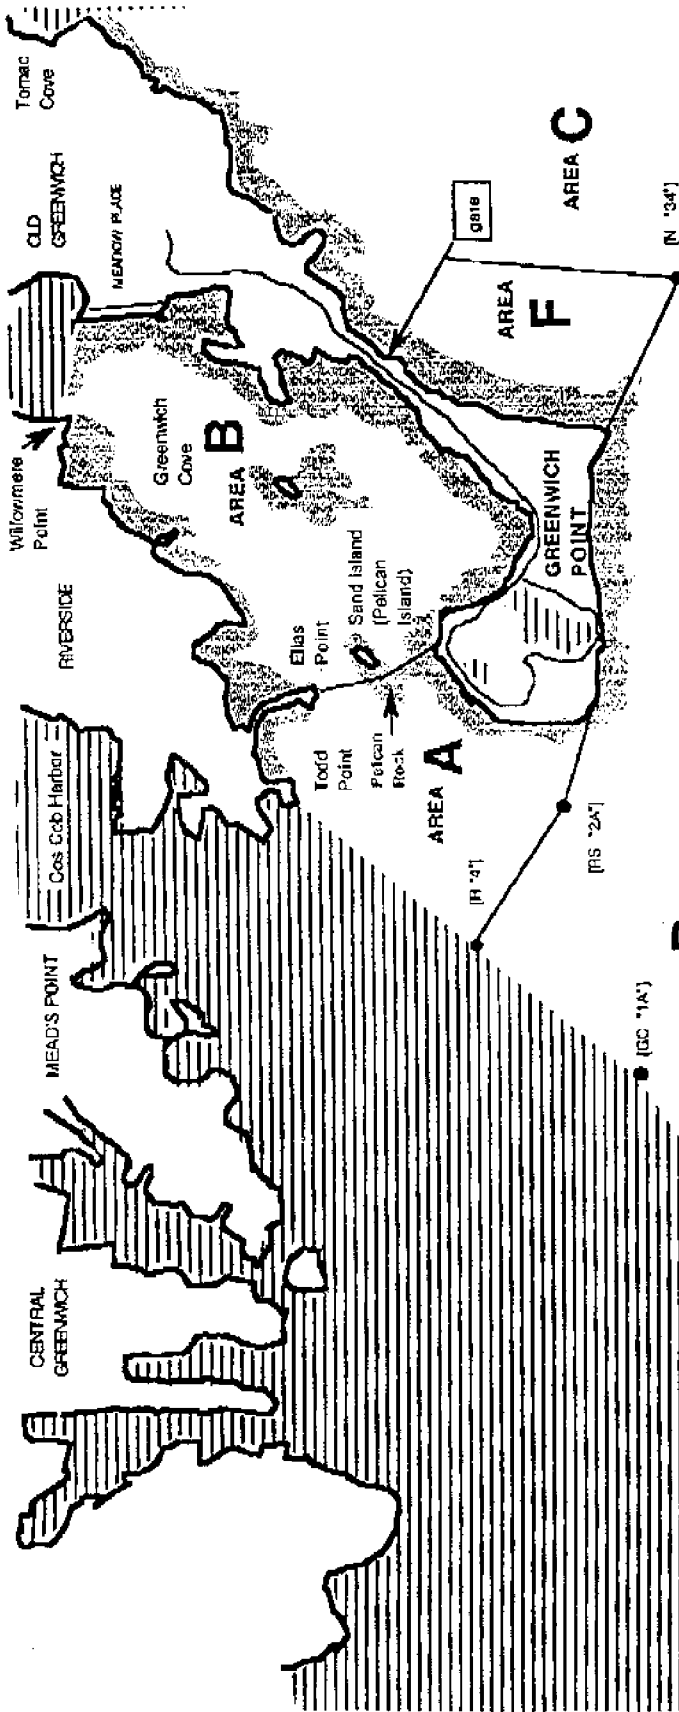 Tomac
Cove
OLD
GREENWICH
MEADOW PLACE
Willowmere
Point
RIVERSIDE
Cos Cob Harbor
MEAD'S POINT
CENTRAL
GREENWICH
Greenwich
Cove
AREA B
Elias
Point
Sand Island
(Pelican
Island)
Todd
Point
Pelican
Rock
AREA A
GREENWICH
POINT
AREA
F
gate
AREA C
[N "34"]
[RS "2A"]
[R "4"]
[GC "1A"]